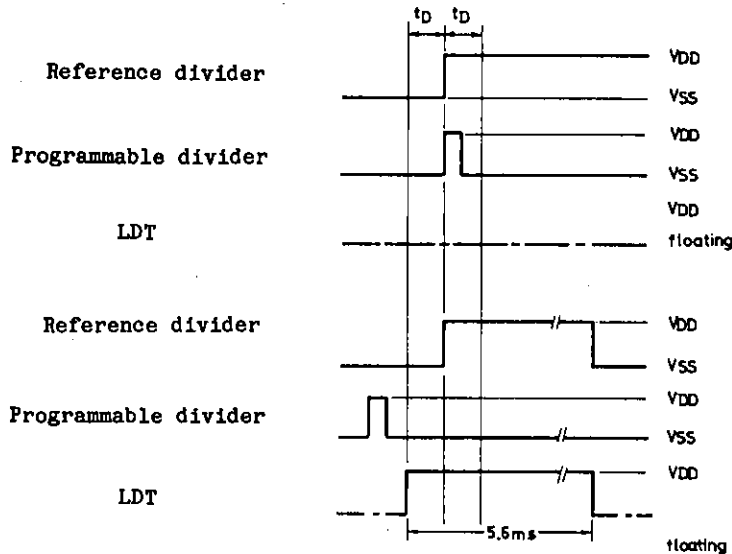 tD tD
Reference divider VDD
VSS
Programmable divider VDD
VSS
VDD
LDT floating
Reference divider VDD
VSS
Programmable divider VDD
VSS
LDT VDD
5.6ms
floating